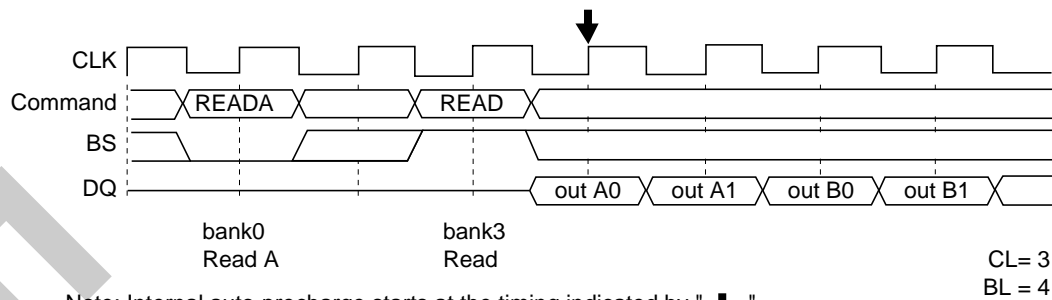 CLK
Command READA READ
BS
DQ out A0 out A1 out B0 out B1
bank0 bank3
Read A Read
CL= 3
BL = 4
Note: Internal auto-precharge starts at the timing indicated by " "